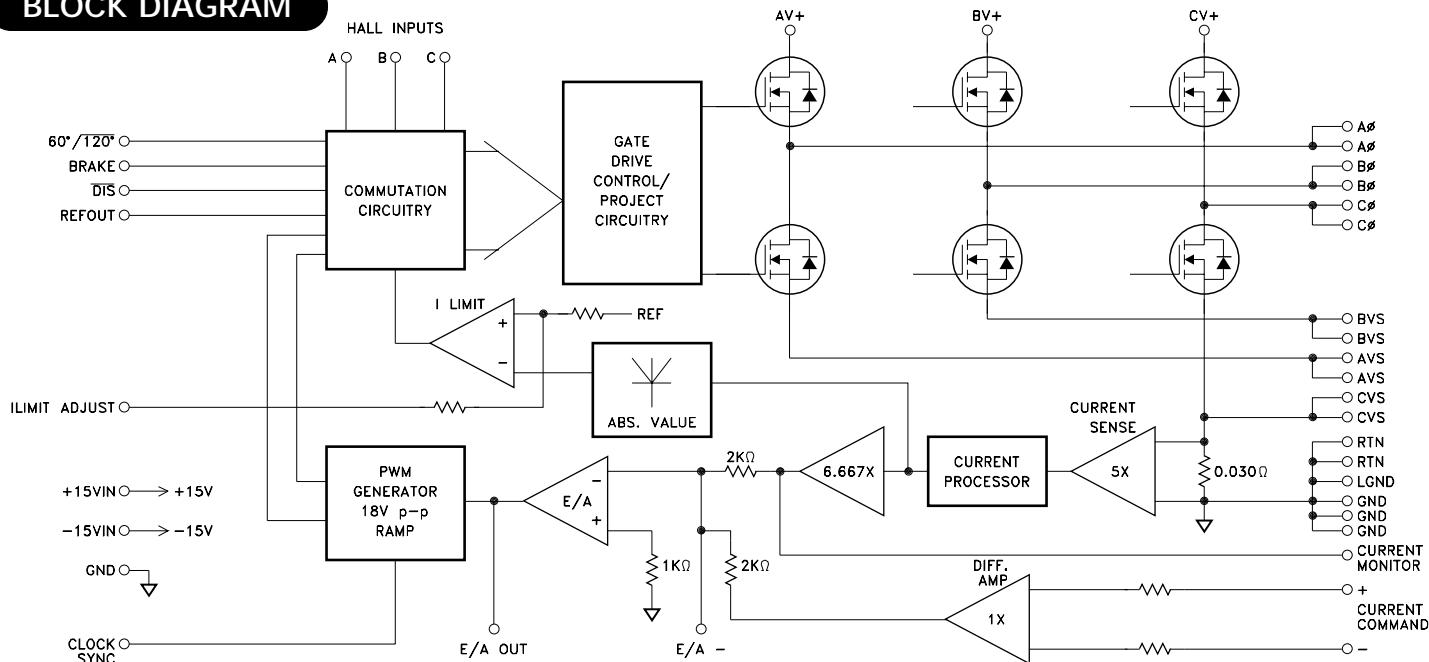 BLOCK DIAGRAM
HALL INPUTS
A
B
C
AV+
BV+
CV+
60°/120°
BRAKE
DIS
REFOUT
COMMUTATION
CIRCUITRY
GATE
DRIVE
CONTROL/
PROJECT
CIRCUITRY
AØ
AØ
BØ
BØ
CØ
CØ
I LIMIT
+
−
REF
ABS. VALUE
ILIMIT ADJUST
BVS
BVS
AVS
AVS
CVS
CVS
RTN
RTN
LGND
GND
GND
GND
CURRENT
SENSE
5X
0.030Ω
CURRENT
PROCESSOR
6.667X
2KΩ
PWM
GENERATOR
18V p-p
RAMP
E/A
−
+
1KΩ
2KΩ
+15VIN
+15V
-15VIN
-15V
GND
CURRENT
MONITOR
DIFF.
AMP
1X
+
CURRENT
COMMAND
-
CLOCK
SYNC
E/A OUT
E/A -